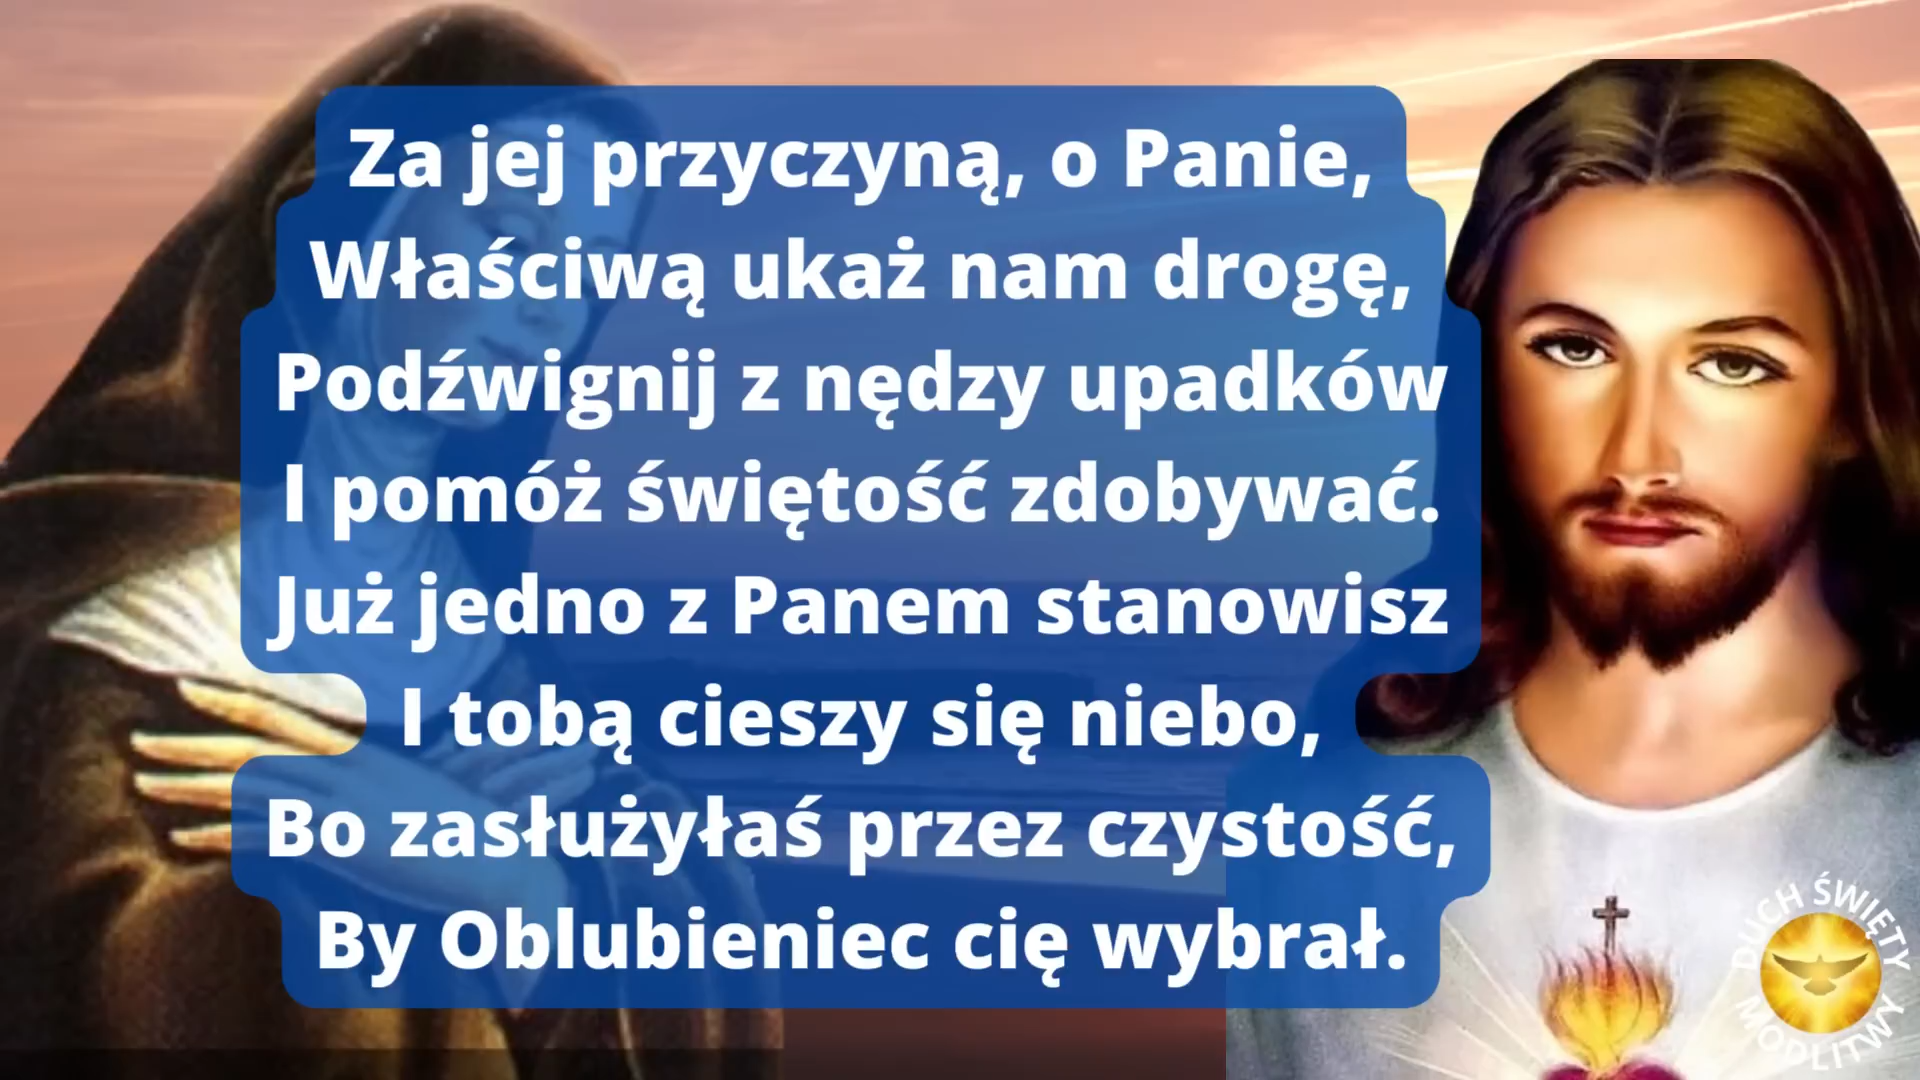 Za jej przyczyną, o Panie,
Właściwą ukaż nam drogę,
Podźwignij z nędzy upadków
I pomóż świętość zdobywać.
Już jedno z Panem stanowisz
I tobą cieszy się niebo,
Bo zasłużyłaś przez czystość,
By Oblubieniec cię wybrał.
DUCH ŚWIĘTY
MODLITWY